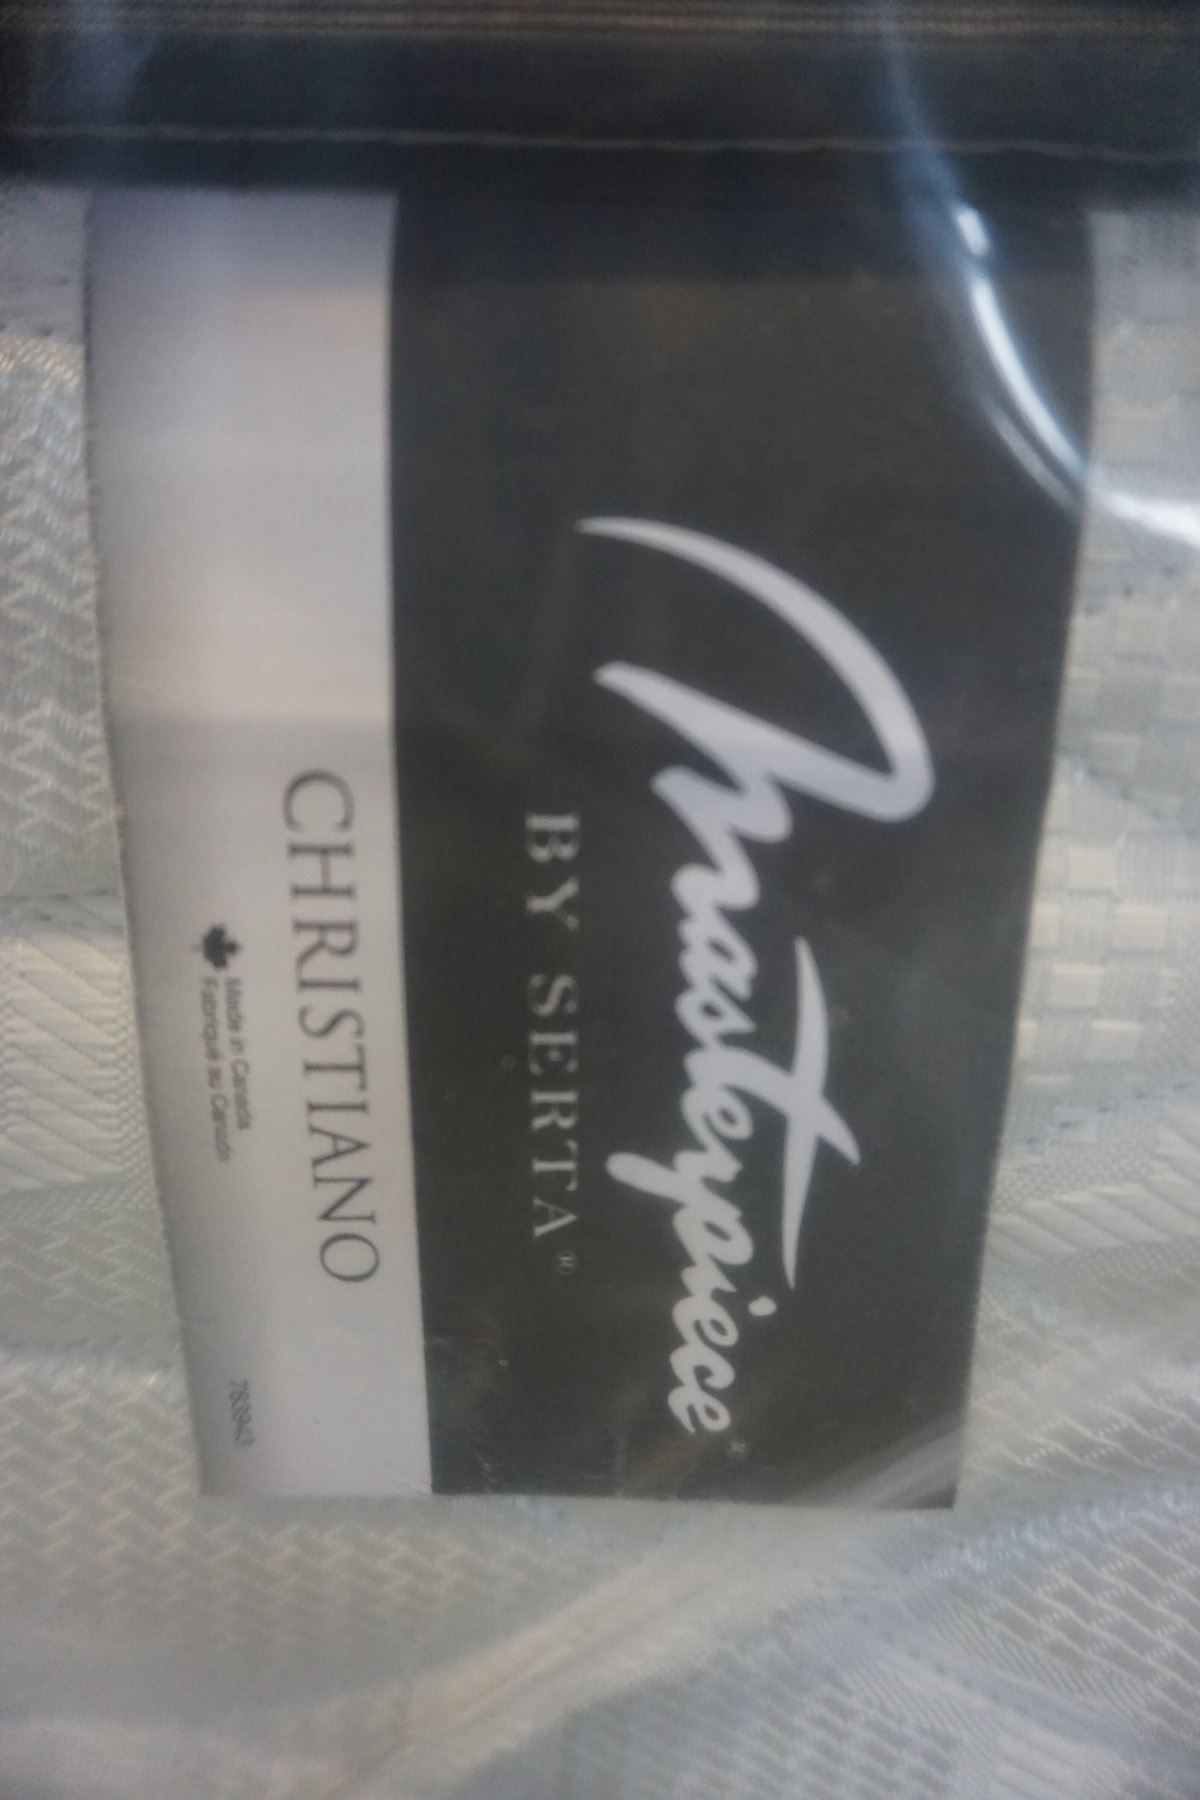 Masterpiece®
BY SERTA®
CHRISTIANO
Made in Canada
Fabriqué au Canada